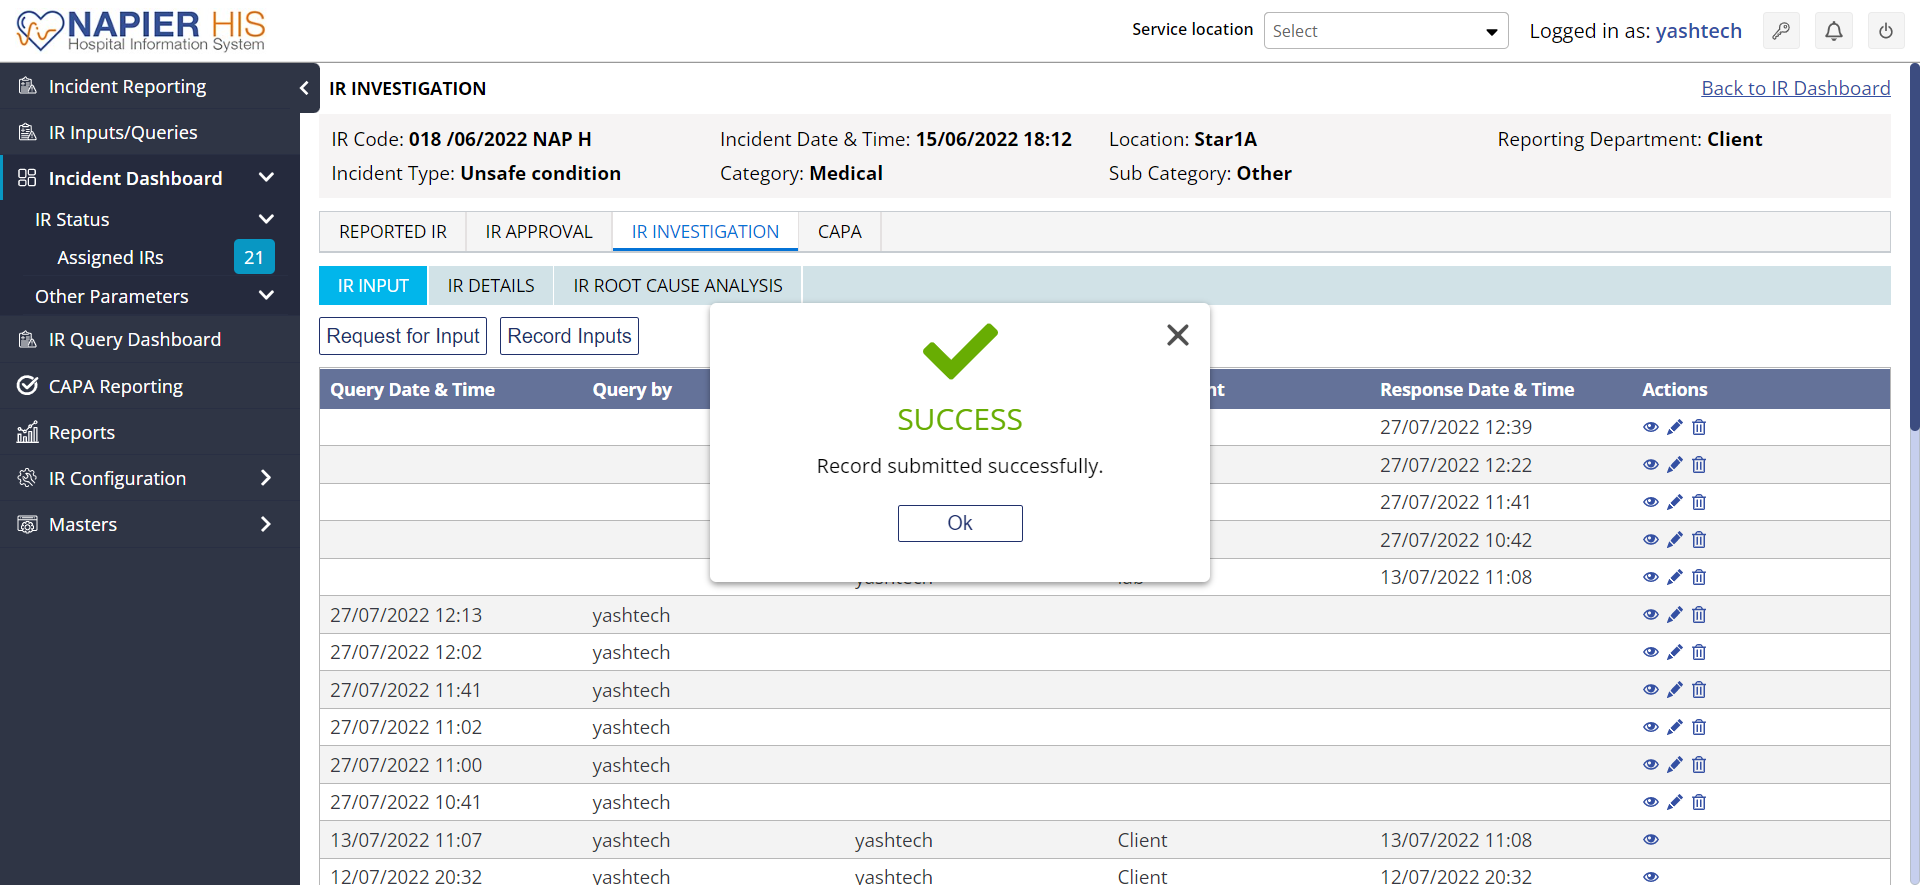 NAPIER HIS
Hospital Information System
Service location
Select
Logged in as: yashtech
Incident Reporting
IR Inputs/Queries
Incident Dashboard
IR Status
Assigned IRs 21
Other Parameters
IR Query Dashboard
CAPA Reporting
Reports
IR Configuration
Masters
IR INVESTIGATION
Back to IR Dashboard
IR Code: 018 /06/2022 NAP H
Incident Date & Time: 15/06/2022 18:12
Location: Star1A
Reporting Department: Client
Incident Type: Unsafe condition
Category: Medical
Sub Category: Other
REPORTED IR
IR APPROVAL
IR INVESTIGATION
CAPA
IR INPUT
IR DETAILS
IR ROOT CAUSE ANALYSIS
Request for Input
Record Inputs
SUCCESS
Record submitted successfully.
Ok
Query Date & Time Query by nt Response Date & Time Actions
27/07/2022 12:39
27/07/2022 12:22
27/07/2022 11:41
27/07/2022 10:42
yashtech 13/07/2022 11:08
27/07/2022 12:13 yashtech
27/07/2022 12:02 yashtech
27/07/2022 11:41 yashtech
27/07/2022 11:02 yashtech
27/07/2022 11:00 yashtech
27/07/2022 10:41 yashtech
13/07/2022 11:07 yashtech yashtech Client 13/07/2022 11:08
12/07/2022 20:32 yashtech yashtech Client 12/07/2022 20:32